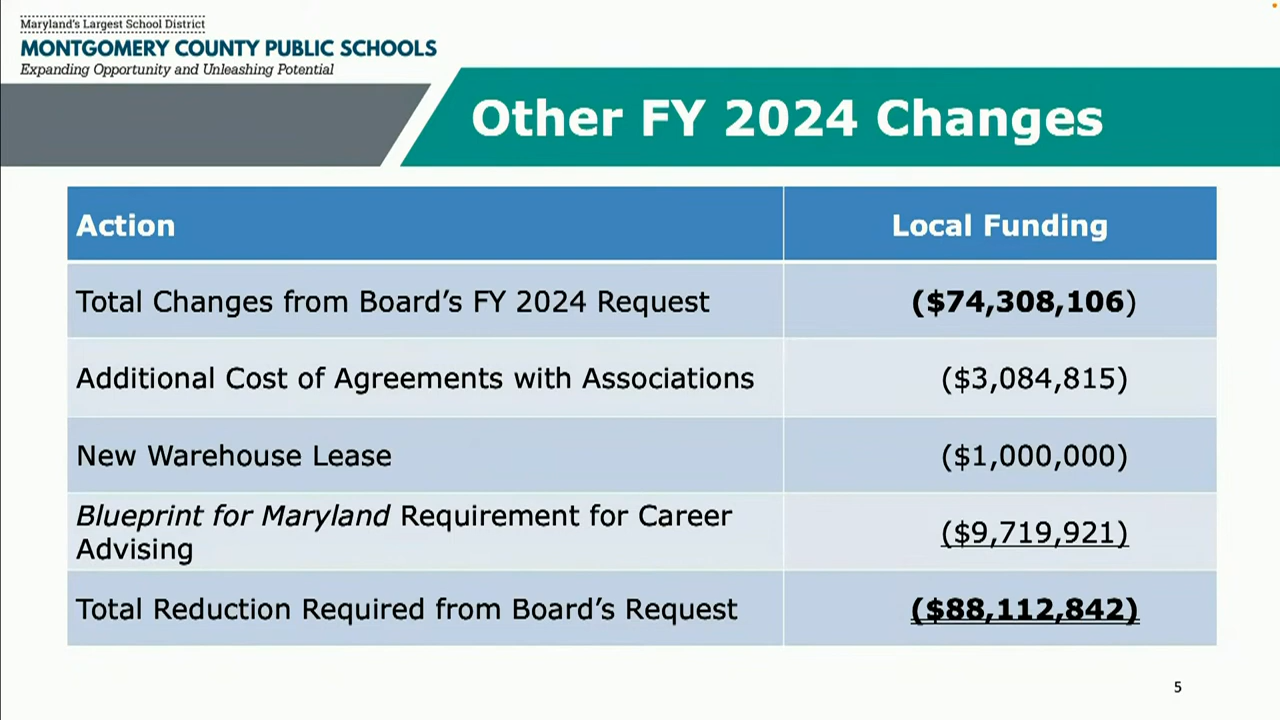 Maryland's Largest School District
MONTGOMERY COUNTY PUBLIC SCHOOLS
Expanding Opportunity and Unleashing Potential
Other FY 2024 Changes
Action
Local Funding
Total Changes from Board's FY 2024 Request
($74,308,106)
Additional Cost of Agreements with Associations
($3,084,815)
New Warehouse Lease
($1,000,000)
Blueprint for Maryland Requirement for Career
Advising
($9,719,921)
Total Reduction Required from Board's Request
($88,112,842)
5